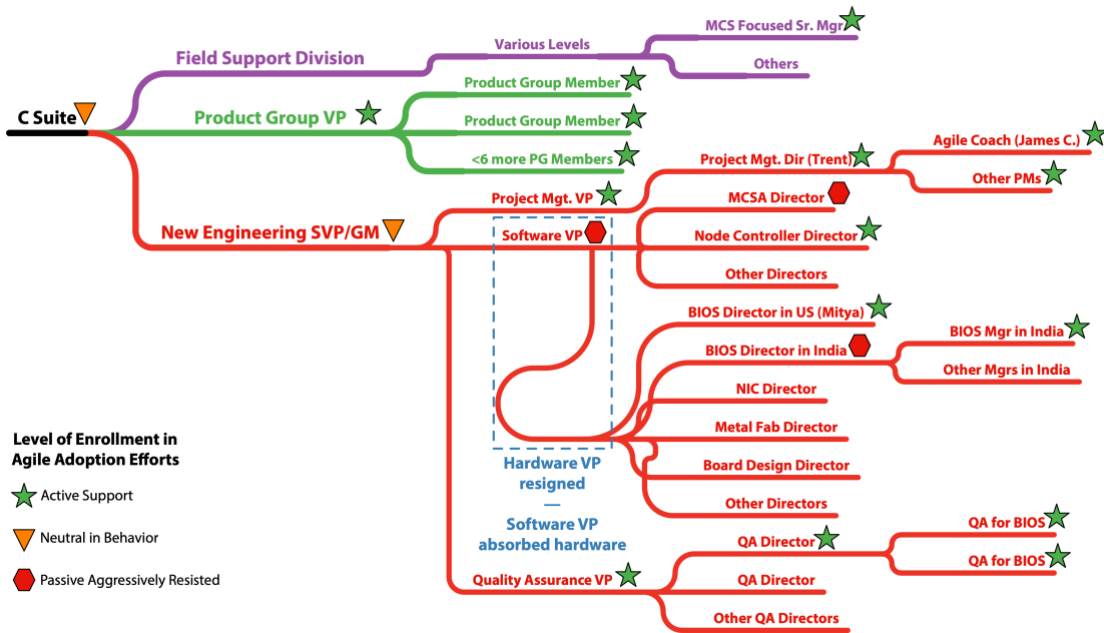 MCS Focused Sr. Mgr
Various Levels
Field Support Division
Others
Product Group Member
C Suite
Product Group VP
Product Group Member
Agile Coach (James C.)
<6 more PG Members
Project Mgt. Dir (Trent)
Other PMs
Project Mgt. VP
MCSA Director
New Engineering SVP/GM
Software VP
Node Controller Director
Other Directors
BIOS Director in US (Mitya)
BIOS Mgr in India
BIOS Director in India
Other Mgrs in India
NIC Director
Metal Fab Director
Board Design Director
Other Directors
Hardware VP
resigned
—
Software VP
absorbed hardware
Level of Enrollment in
Agile Adoption Efforts
Active Support
Neutral in Behavior
Passive Aggressively Resisted
QA for BIOS
QA Director
QA for BIOS
Quality Assurance VP
QA Director
Other QA Directors